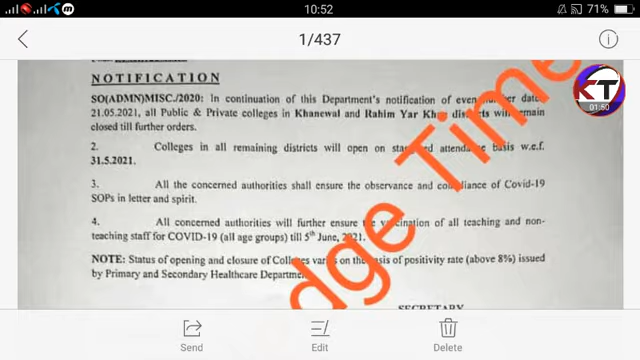 10:52
71%
1/437
NOTIFICATION
SO(ADMN)MISC./2020: In continuation of this Department's notification of even
21.05.2021, all Public & Private colleges in Khanewal and Rahim Yar Khan districts will remain
closed till further orders.
2. Colleges in all remaining districts will open on basis w.e.f.
31.5.2021.
3. All the concerned authorities shall ensure the observance and compliance of Covid-19
SOPs in letter and spirit.
4. All concerned authorities will further ensure the vaccination of all teaching and non-
teaching staff for COVID-19 (all age groups) till 5th June, 2021.
NOTE: Status of opening and closure of Colleges on the basis of positivity rate (above 8%) issued
by Primary and Secondary Healthcare
SECRETARY
dge Time
KT
01:50
Send
Edit
Delete